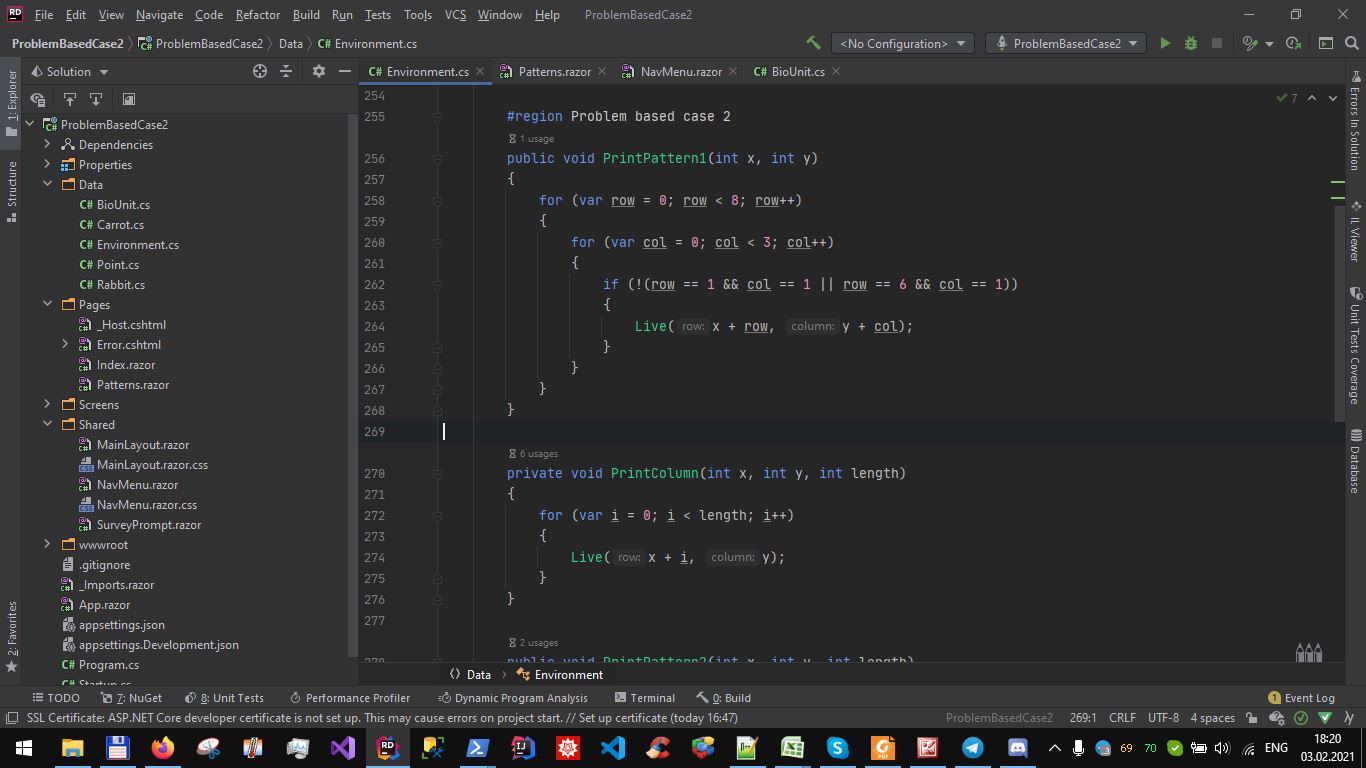 File Edit View Navigate Code Refactor Build Run Tests Tools VCS Window Help ProblemBasedCase2
ProblemBasedCase2 ProblemBasedCase2 Data C# Environment.cs <No Configuration> ProblemBasedCase2
Solution
C# Environment.cs Patterns.razor NavMenu.razor C# BioUnit.cs
1: Explorer
Structure
2: Favorites
ProblemBasedCase2
Dependencies
Properties
Data
C# BioUnit.cs
C# Carrot.cs
C# Environment.cs
C# Point.cs
C# Rabbit.cs
Pages
_Host.cshtml
Error.cshtml
Index.razor
Patterns.razor
Screens
Shared
MainLayout.razor
MainLayout.razor.css
NavMenu.razor
NavMenu.razor.css
SurveyPrompt.razor
wwwroot
.gitignore
_Imports.razor
App.razor
appsettings.json
appsettings.Development.json
C# Program.cs
C# Startup.cs
254
255 #region Problem based case 2
1 usage
256 public void PrintPattern1(int x, int y)
257 {
258 for (var row = 0; row < 8; row++)
259 {
260 for (var col = 0; col < 3; col++)
261 {
262 if (!(row == 1 && col == 1 || row == 6 && col == 1))
263 {
264 Live( row: x + row, column: y + col);
265 }
266 }
267 }
268 }
269
6 usages
270 private void PrintColumn(int x, int y, int length)
271 {
272 for (var i = 0; i < length; i++)
273 {
274 Live( row: x + i, column: y);
275 }
276 }
277
2 usages
278 public void PrintPattern2(int x, int y, int length)
7
Errors In Solution
IL Viewer
Unit Tests Coverage
Database
Data Environment
TODO 7: NuGet 8: Unit Tests Performance Profiler Dynamic Program Analysis Terminal 0: Build 1 Event Log
SSL Certificate: ASP.NET Core developer certificate is not set up. This may cause errors on project start. // Set up certificate (today 16:47) ProblemBasedCase2 269:1 CRLF UTF-8 4 spaces
69 70 ENG 18:20
03.02.2021